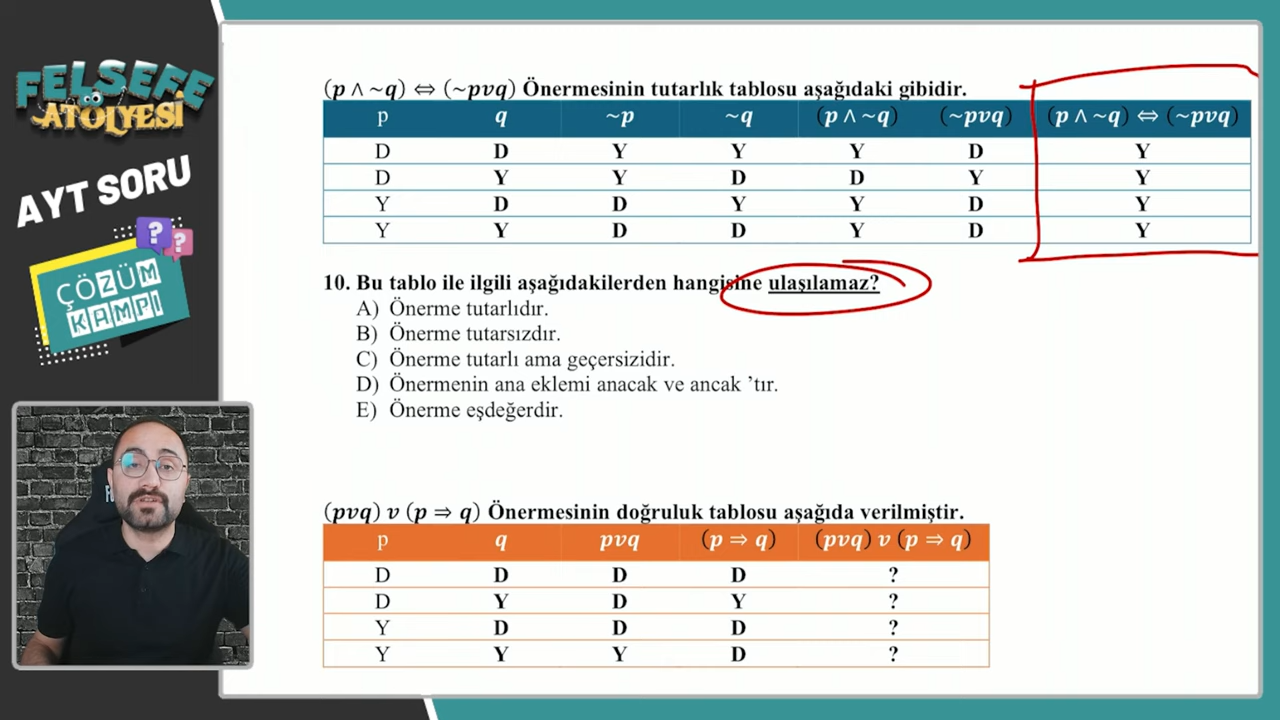 FELSEFE
ATÖLYESİ
AYT SORU
ÇÖZÜM
KAMPI
(p ∧ ~q) ⇔ (~pvq) Önermesinin tutarlık tablosu aşağıdaki gibidir.
p q ~p ~q (p ∧ ~q) (~pvq) (p ∧ ~q) ⇔ (~pvq)
D D Y Y Y D Y
D Y Y D D Y Y
Y D D Y Y D Y
Y Y D D Y D Y
10. Bu tablo ile ilgili aşağıdakilerden hangisine ulaşılamaz?
A) Önerme tutarlıdır.
B) Önerme tutarsızdır.
C) Önerme tutarlı ama geçersizidir.
D) Önermenin ana eklemi anacak ve ancak ’tır.
E) Önerme eşdeğerdir.
(pvq) v (p ⇒ q) Önermesinin doğruluk tablosu aşağıda verilmiştir.
p q pvq (p ⇒ q) (pvq) v (p ⇒ q)
D D D D ?
D Y D Y ?
Y D D D ?
Y Y Y D ?